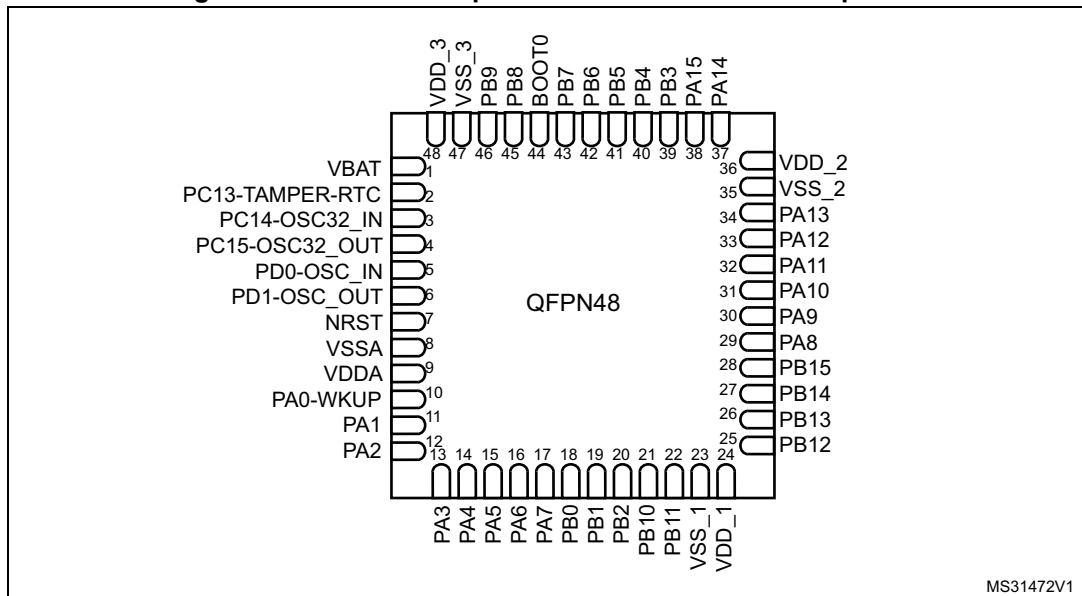 VDD_3
VSS_3
PB9
PB8
BOOT0
PB7
PB6
PB5
PB4
PB3
PA15
PA14
48
47
46
45
44
43
42
41
40
39
38
37
VBAT 1
PC13-TAMPER-RTC 2
PC14-OSC32_IN 3
PC15-OSC32_OUT 4
PD0-OSC_IN 5
PD1-OSC_OUT 6
NRST 7
VSSA 8
VDDA 9
PA0-WKUP 10
PA1 11
PA2 12
QFPN48
36 VDD_2
35 VSS_2
34 PA13
33 PA12
32 PA11
31 PA10
30 PA9
29 PA8
28 PB15
27 PB14
26 PB13
25 PB12
13
14
15
16
17
18
19
20
21
22
23
24
PA3
PA4
PA5
PA6
PA7
PB0
PB1
PB2
PB10
PB11
VSS_1
VDD_1
MS31472V1